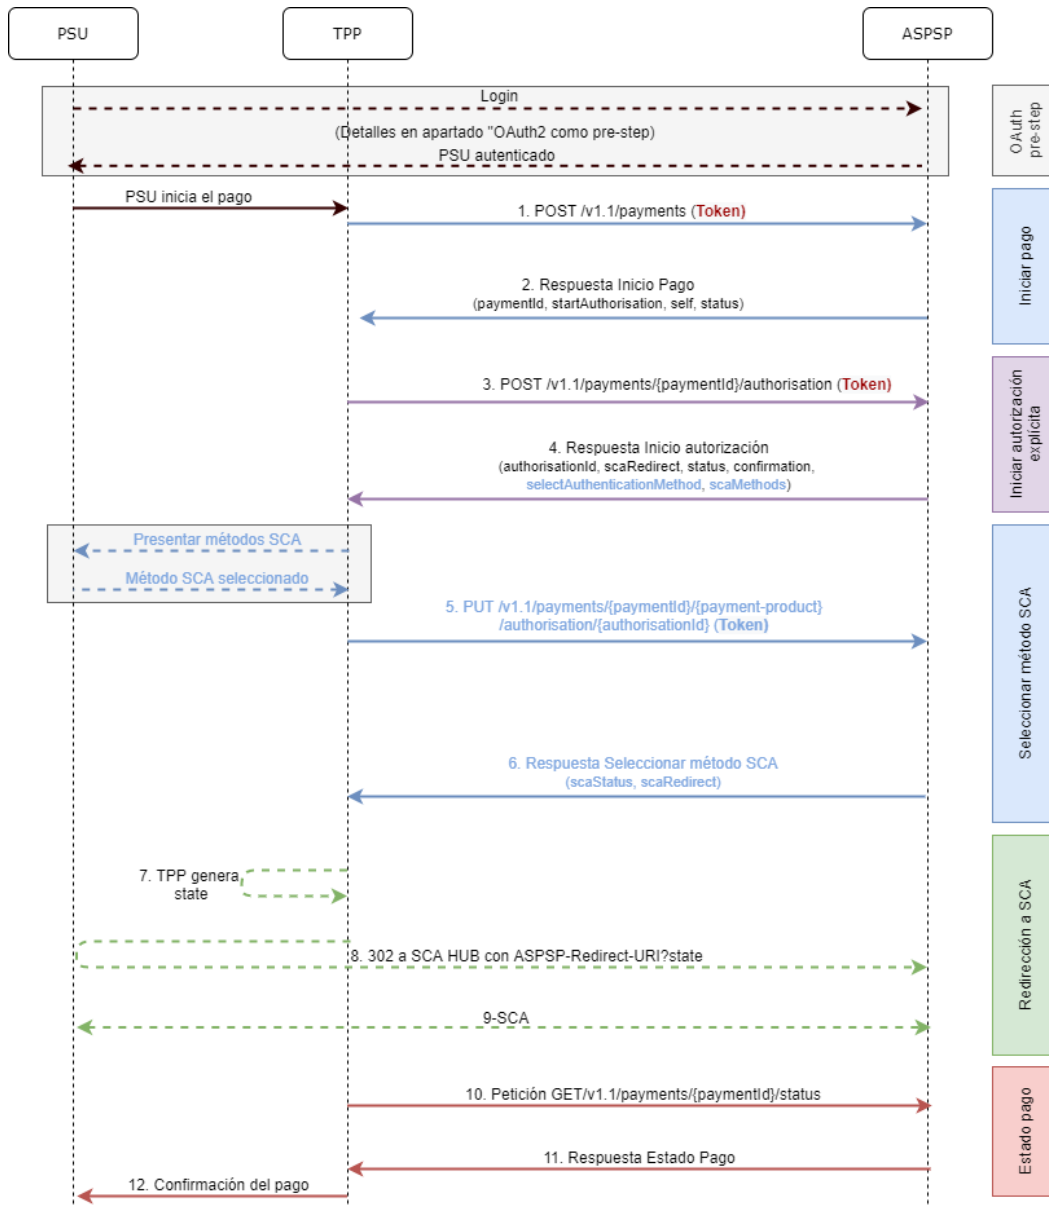 PSU
TPP
ASPSP
Login
(Detalles en apartado "OAuth2 como pre-step)
PSU autenticado
OAuth
pre-step
PSU inicia el pago
1. POST /v1.1/payments (Token)
2. Respuesta Inicio Pago
(paymentId, startAuthorisation, self, status)
Iniciar pago
3. POST /v1.1/payments/{paymentId}/authorisation (Token)
4. Respuesta Inicio autorización
(authorisationId, scaRedirect, status, confirmation,
selectAuthenticationMethod, scaMethods)
Iniciar autorización
explícita
Presentar métodos SCA
Método SCA seleccionado
5. PUT /v1.1/payments/{paymentId}/{payment-product}
/authorisation/{authorisationId} (Token)
6. Respuesta Seleccionar método SCA
(scaStatus, scaRedirect)
Seleccionar método SCA
7. TPP genera
state
8. 302 a SCA HUB con ASPSP-Redirect-URI?state
9-SCA
Redirección a SCA
10. Petición GET/v1.1/payments/{paymentId}/status
11. Respuesta Estado Pago
12. Confirmación del pago
Estado pago